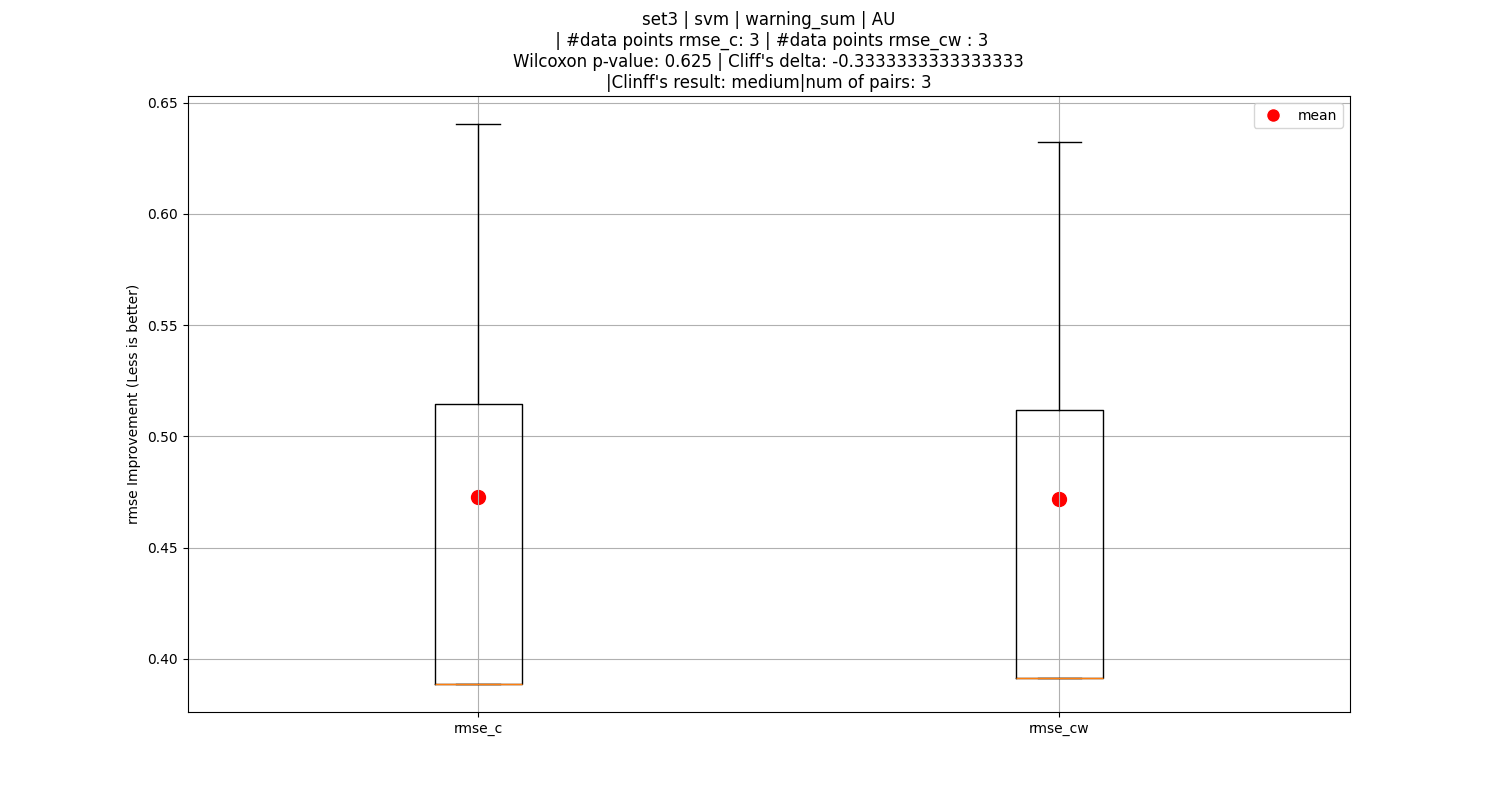 set3 | svm | warning_sum | AU
| #data points rmse_c: 3 | #data points rmse_cw : 3
Wilcoxon p-value: 0.625 | Cliff's delta: -0.3333333333333333
|Clinff's result: medium|num of pairs: 3
mean
0.65
0.60
0.55
0.50
0.45
0.40
rmse Improvement (Less is better)
rmse_c
rmse_cw